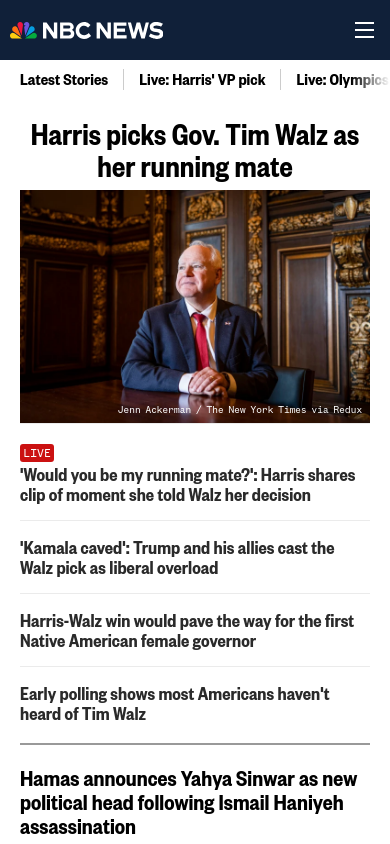 NBC NEWS
Latest Stories
Live: Harris' VP pick
Live: Olympics
Harris picks Gov. Tim Walz as
her running mate
Jenn Ackerman / The New York Times via Redux
LIVE
'Would you be my running mate?': Harris shares
clip of moment she told Walz her decision
'Kamala caved': Trump and his allies cast the
Walz pick as liberal overload
Harris-Walz win would pave the way for the first
Native American female governor
Early polling shows most Americans haven't
heard of Tim Walz
Hamas announces Yahya Sinwar as new
political head following Ismail Haniyeh
assassination